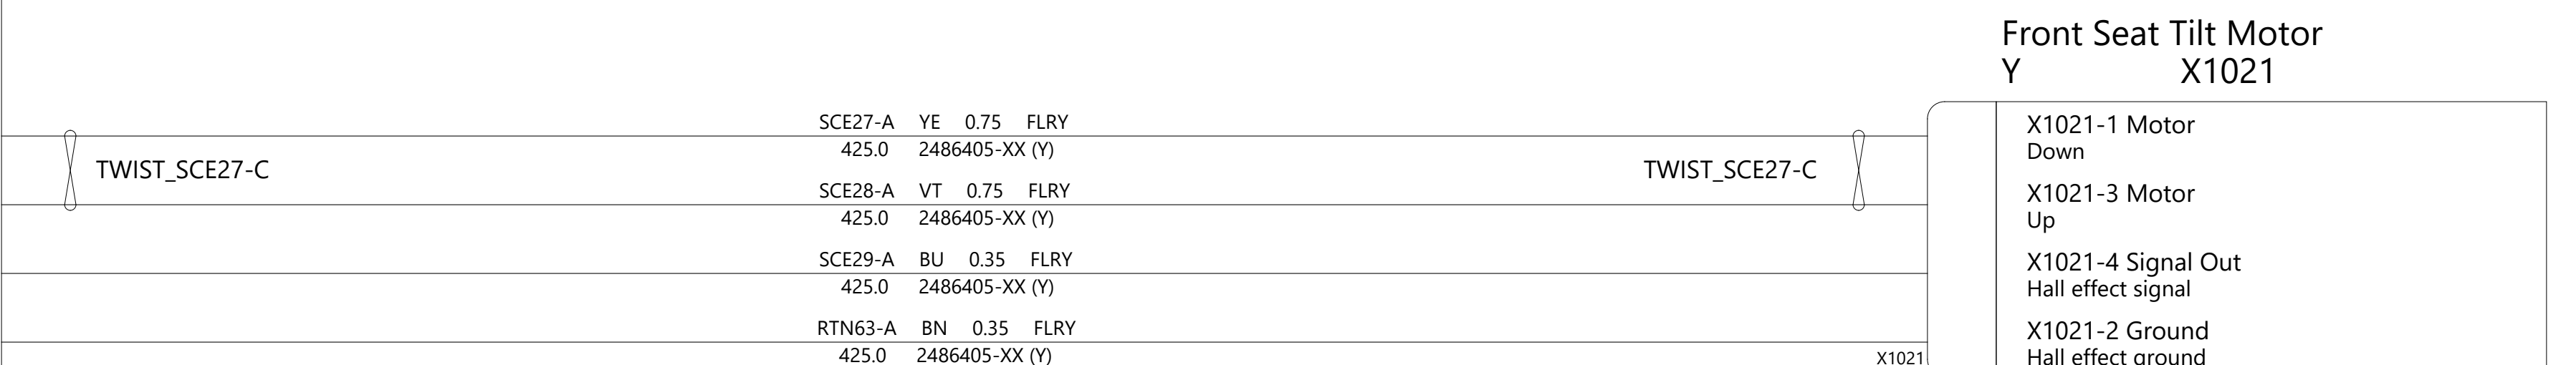 Front Seat Tilt Motor
Y X1021
SCE27-A YE 0.75 FLRY
425.0 2486405-XX (Y)
X1021-1 Motor
Down
TWIST_SCE27-C
TWIST_SCE27-C
SCE28-A VT 0.75 FLRY
425.0 2486405-XX (Y)
X1021-3 Motor
Up
SCE29-A BU 0.35 FLRY
425.0 2486405-XX (Y)
X1021-4 Signal Out
Hall effect signal
RTN63-A BN 0.35 FLRY
425.0 2486405-XX (Y)
X1021
X1021-2 Ground
Hall effect ground